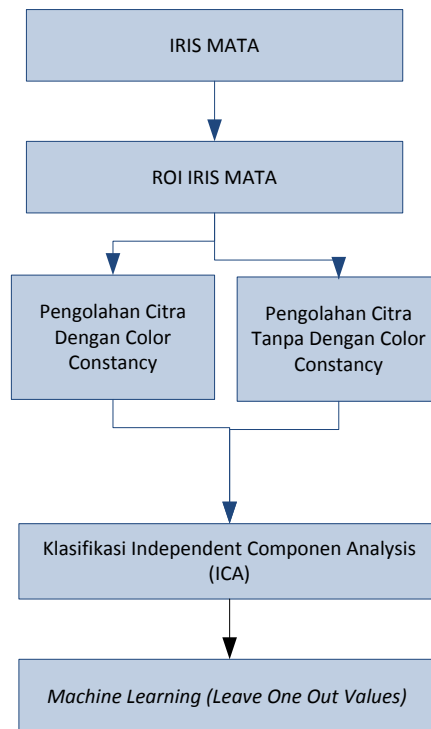 IRIS MATA
ROI IRIS MATA
Pengolahan Citra
Dengan Color
Constancy
Pengolahan Citra
Tanpa Dengan Color
Constancy
Klasifikasi Independent Componen Analysis
(ICA)
Machine Learning (Leave One Out Values)